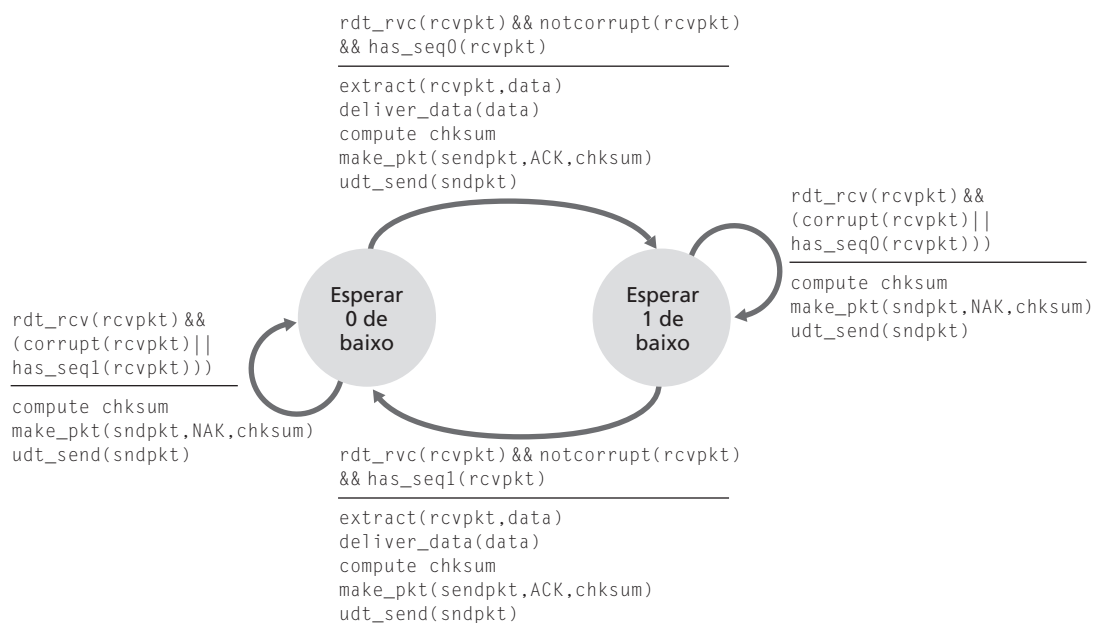 rdt_rvc(rcvpkt) && notcorrupt(rcvpkt)
&& has_seq0(rcvpkt)
extract(rcvpkt,data)
deliver_data(data)
compute chksum
make_pkt(sendpkt,ACK,chksum)
udt_send(sndpkt)
rdt_rcv(rcvpkt) &&
(corrupt(rcvpkt)||
has_seq0(rcvpkt)))
compute chksum
make_pkt(sndpkt,NAK,chksum)
udt_send(sndpkt)
Esperar
0 de
baixo
Esperar
1 de
baixo
rdt_rcv(rcvpkt) &&
(corrupt(rcvpkt)||
has_seq1(rcvpkt)))
compute chksum
make_pkt(sndpkt,NAK,chksum)
udt_send(sndpkt)
rdt_rvc(rcvpkt) && notcorrupt(rcvpkt)
&& has_seq1(rcvpkt)
extract(rcvpkt,data)
deliver_data(data)
compute chksum
make_pkt(sendpkt,ACK,chksum)
udt_send(sndpkt)